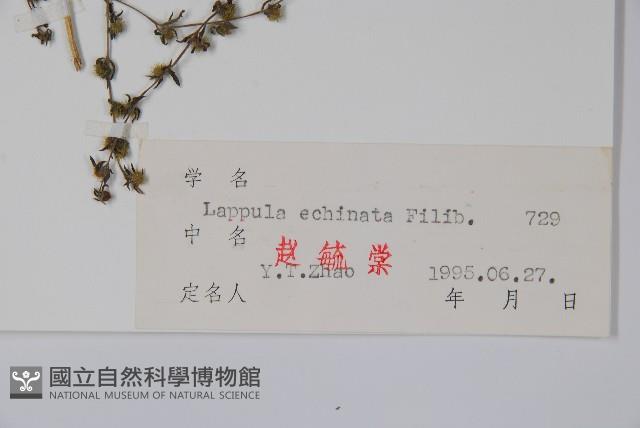 学名
Lappula echinata Filib. 729
中名
赵毓棠
Y.T.Zhao 1995.06.27.
定名人 年 月 日
國立自然科學博物館
NATIONAL MUSEUM OF NATURAL SCIENCE